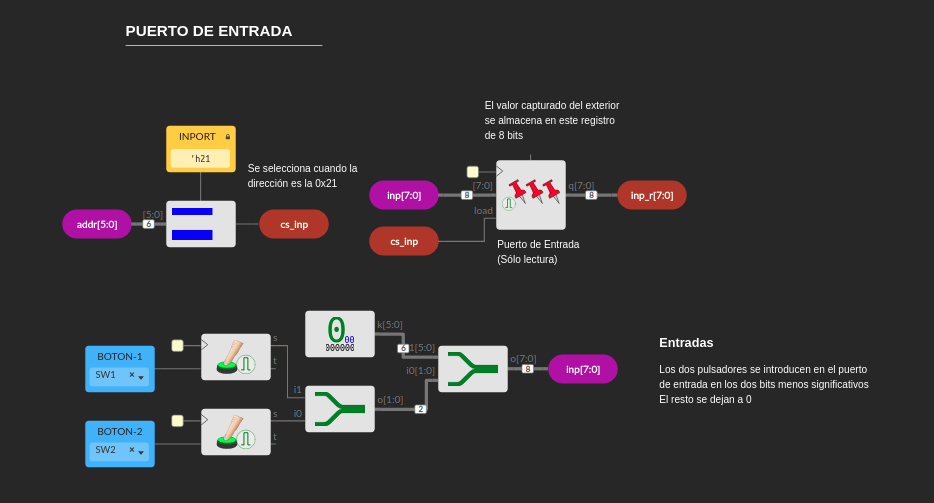 PUERTO DE ENTRADA
El valor capturado del exterior
se almacena en este registro
de 8 bits
INPORT
'h21
Se selecciona cuando la
dirección es la 0x21
[7:0]
q[7:0]
inp[7:0]
8
8
inp_r[7:0]
load
[5:0]
addr[5:0]
6
cs_inp
cs_inp
Puerto de Entrada
(Sólo lectura)
0
00
000000
k[5:0]
6
1[5:0]
i0[1:0]
o[7:0]
8
inp[7:0]
BOTON-1
SW1
s
t
i1
i0
o[1:0]
2
BOTON-2
SW2
s
t
Entradas
Los dos pulsadores se introducen en el puerto
de entrada en los dos bits menos significativos
El resto se dejan a 0